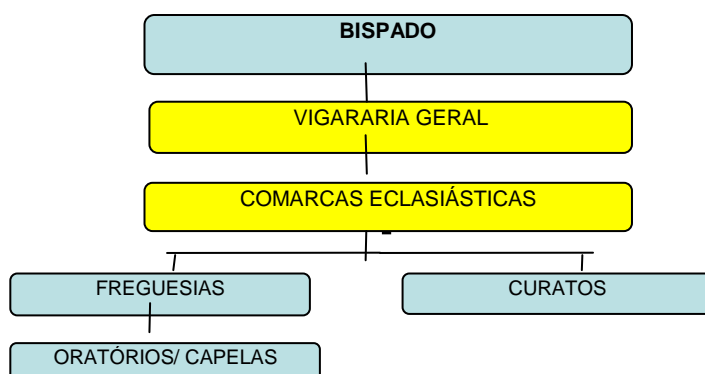 BISPADO
VIGARARIA GERAL
COMARCAS ECLASIÁSTICAS
FREGUESIAS
CURATOS
ORATÓRIOS/ CAPELAS